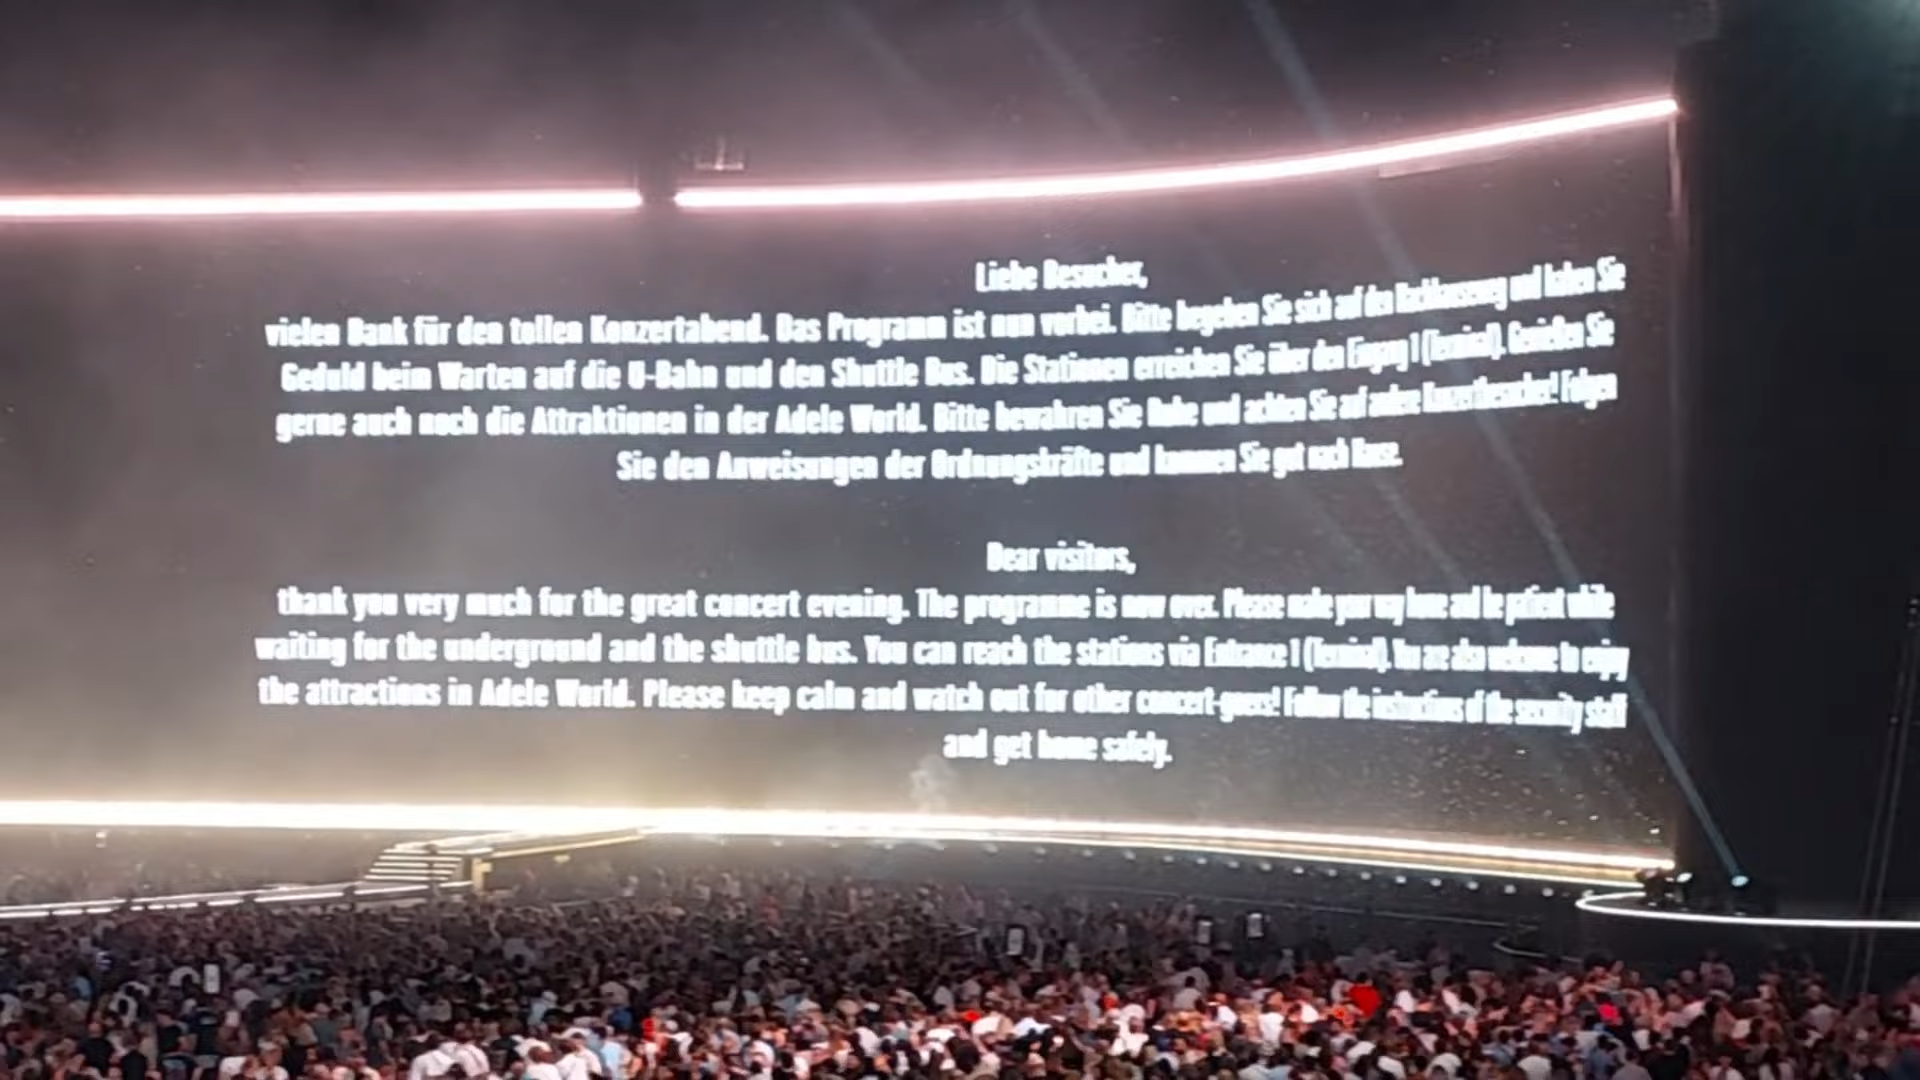 Liebe Besucher,
vielen Dank für den tollen Konzertabend. Das Programm ist nun vorbei. Bitte begeben Sie sich auf den Nachhauseweg und haben Sie
Geduld beim Warten auf die U-Bahn und den Shuttle Bus. Die Stationen erreichen Sie über den Eingang 1 (Terminal). Genießen Sie
gerne auch noch die Attraktionen in der Adele World. Bitte bewahren Sie Ruhe und achten Sie auf andere Konzertbesucher! Folgen
Sie den Anweisungen der Ordnungskräfte und kommen Sie gut nach Hause.
Dear visitors,
thank you very much for the great concert evening. The programme is now over. Please make your way home and be patient while
waiting for the underground and the shuttle bus. You can reach the stations via Entrance 1 (Terminal). You are also welcome to enjoy
the attractions in Adele World. Please keep calm and watch out for other concert-goers! Follow the instructions of the security staff
and get home safely.